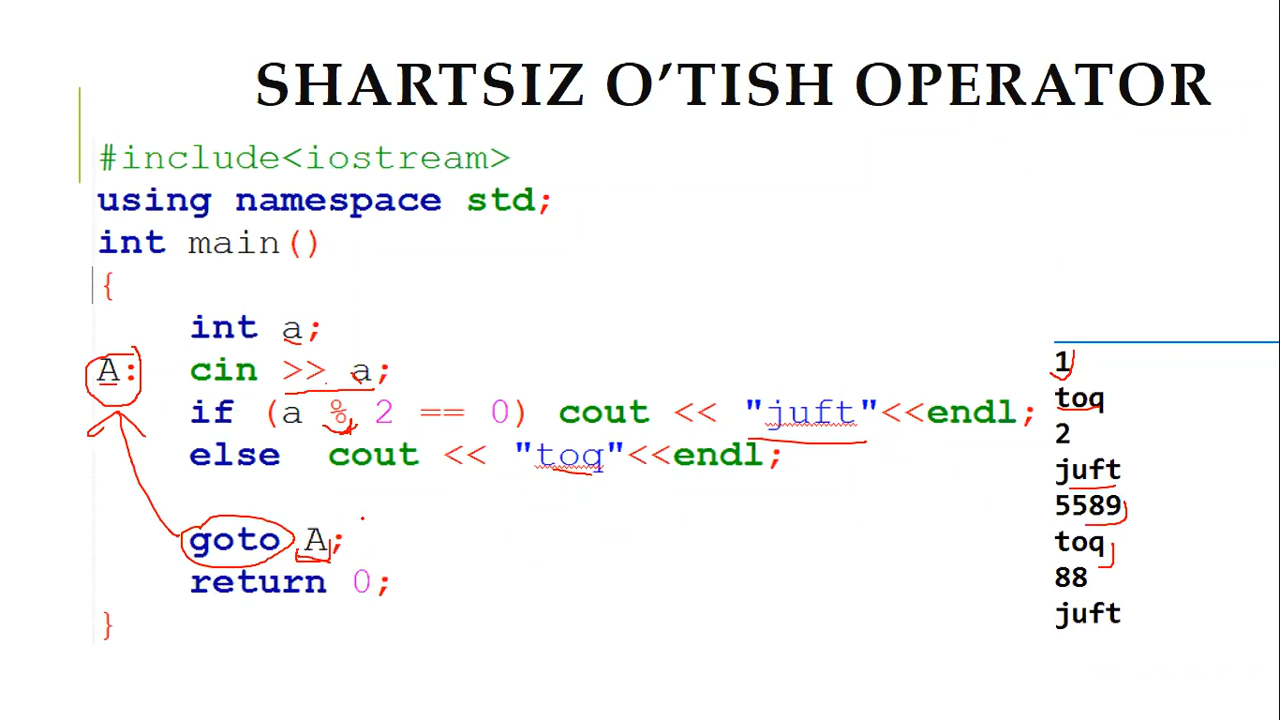 SHARTSIZ O’TISH OPERATOR
#include<iostream>
using namespace std;
int main()
{
int a;
A: cin >> a;
if (a % 2 == 0) cout << "juft"<<endl;
else cout << "toq"<<endl;
goto A;
return 0;
}
1
toq
2
juft
5589
toq
88
juft